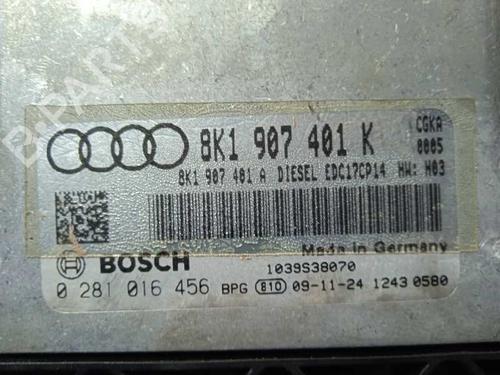 8K1 907 401 K
CGKA
0005
8K1 907 401 A DIESEL EDC17CP14 HW: H03
Made in Germany
BOSCH
1039S38070
0 281 016 456 BPG 810 09-11-24 1243 0580
B-PARTS